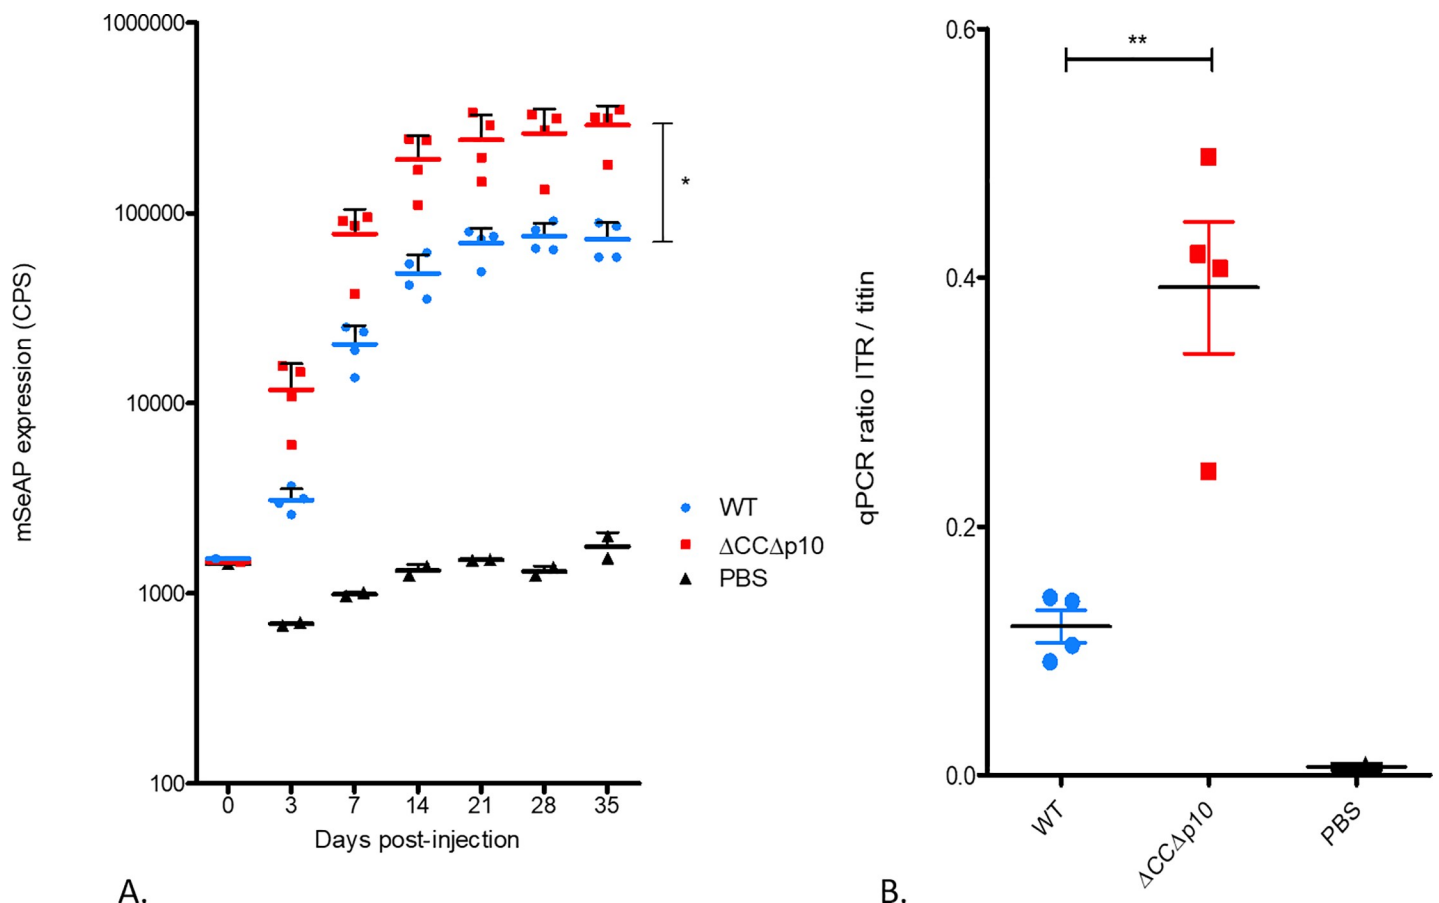 mSeAP expression (CPS)
1000000
100000
10000
1000
100
0 3 7 14 21 28 35
Days post-injection
*
WT
ΔCCΔp10
PBS
A.
qPCR ratio ITR / titin
0.6
0.4
0.2
0.0
**
WT
ΔCCΔp10
PBS
B.